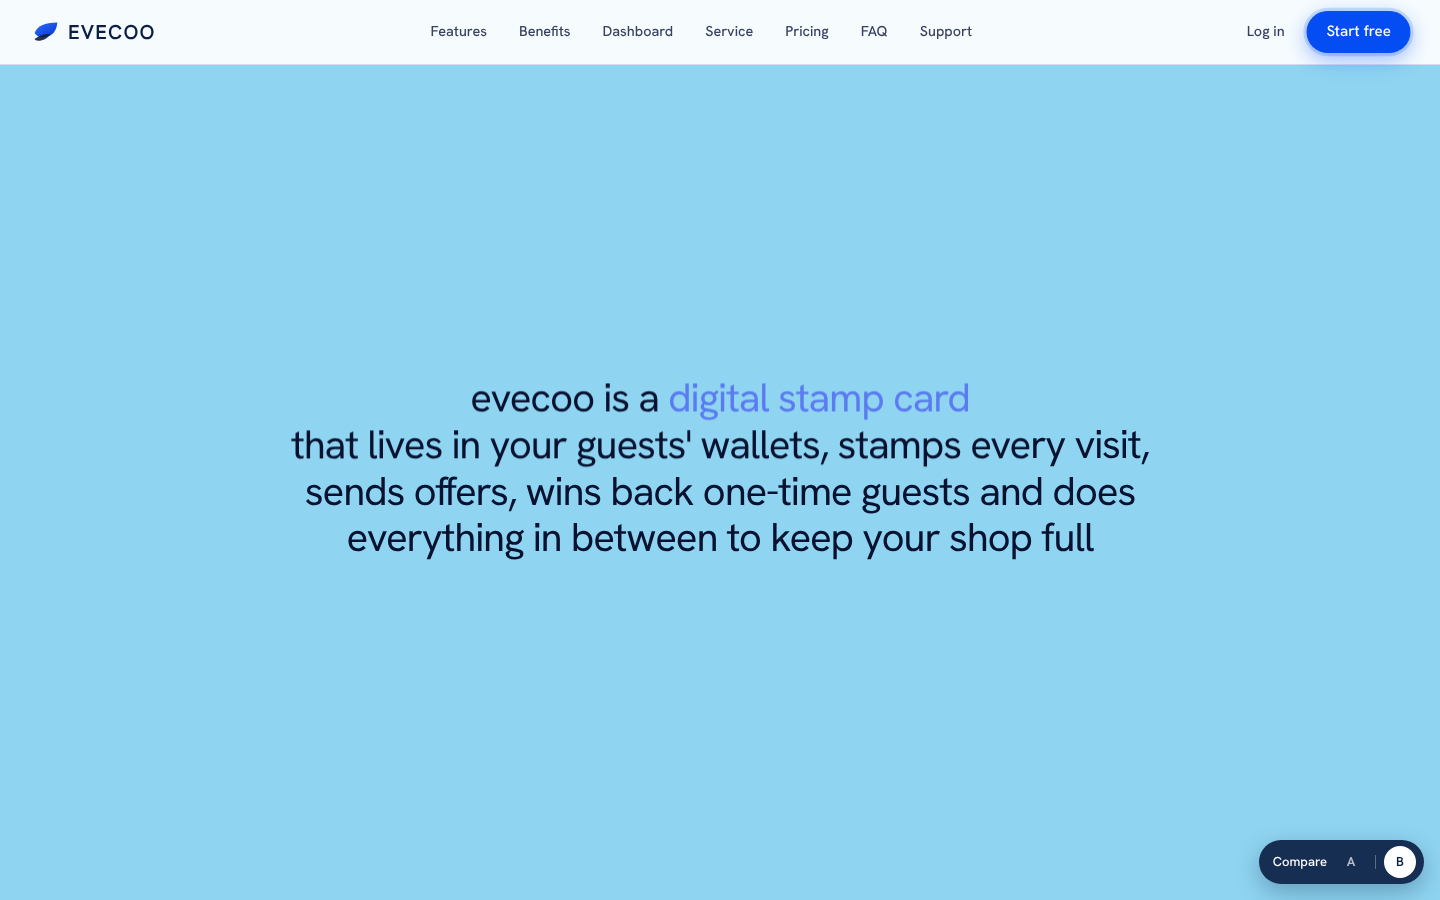 EVECOO
Features Benefits Dashboard Service Pricing FAQ Support
Log in Start free
evecoo is a digital stamp card
that lives in your guests' wallets, stamps every visit,
sends offers, wins back one-time guests and does
everything in between to keep your shop full
Compare A B